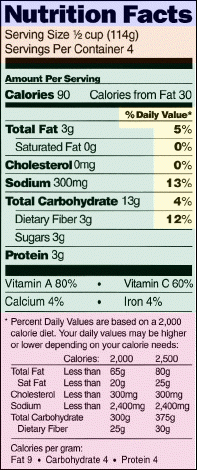 Nutrition Facts
Serving Size ½ cup (114g)
Servings Per Container 4
Amount Per Serving
Calories 90 Calories from Fat 30
% Daily Value*
Total Fat 3g 5%
Saturated Fat 0g 0%
Cholesterol 0mg 0%
Sodium 300mg 13%
Total Carbohydrate 13g 4%
Dietary Fiber 3g 12%
Sugars 3g
Protein 3g
Vitamin A 80% • Vitamin C 60%
Calcium 4% • Iron 4%
* Percent Daily Values are based on a 2,000
calorie diet. Your daily values may be higher
or lower depending on your calorie needs:
Calories: 2,000 2,500
Total Fat Less than 65g 80g
Sat Fat Less than 20g 25g
Cholesterol Less than 300mg 300mg
Sodium Less than 2,400mg 2,400mg
Total Carbohydrate 300g 375g
Dietary Fiber 25g 30g
Calories per gram:
Fat 9 • Carbohydrate 4 • Protein 4